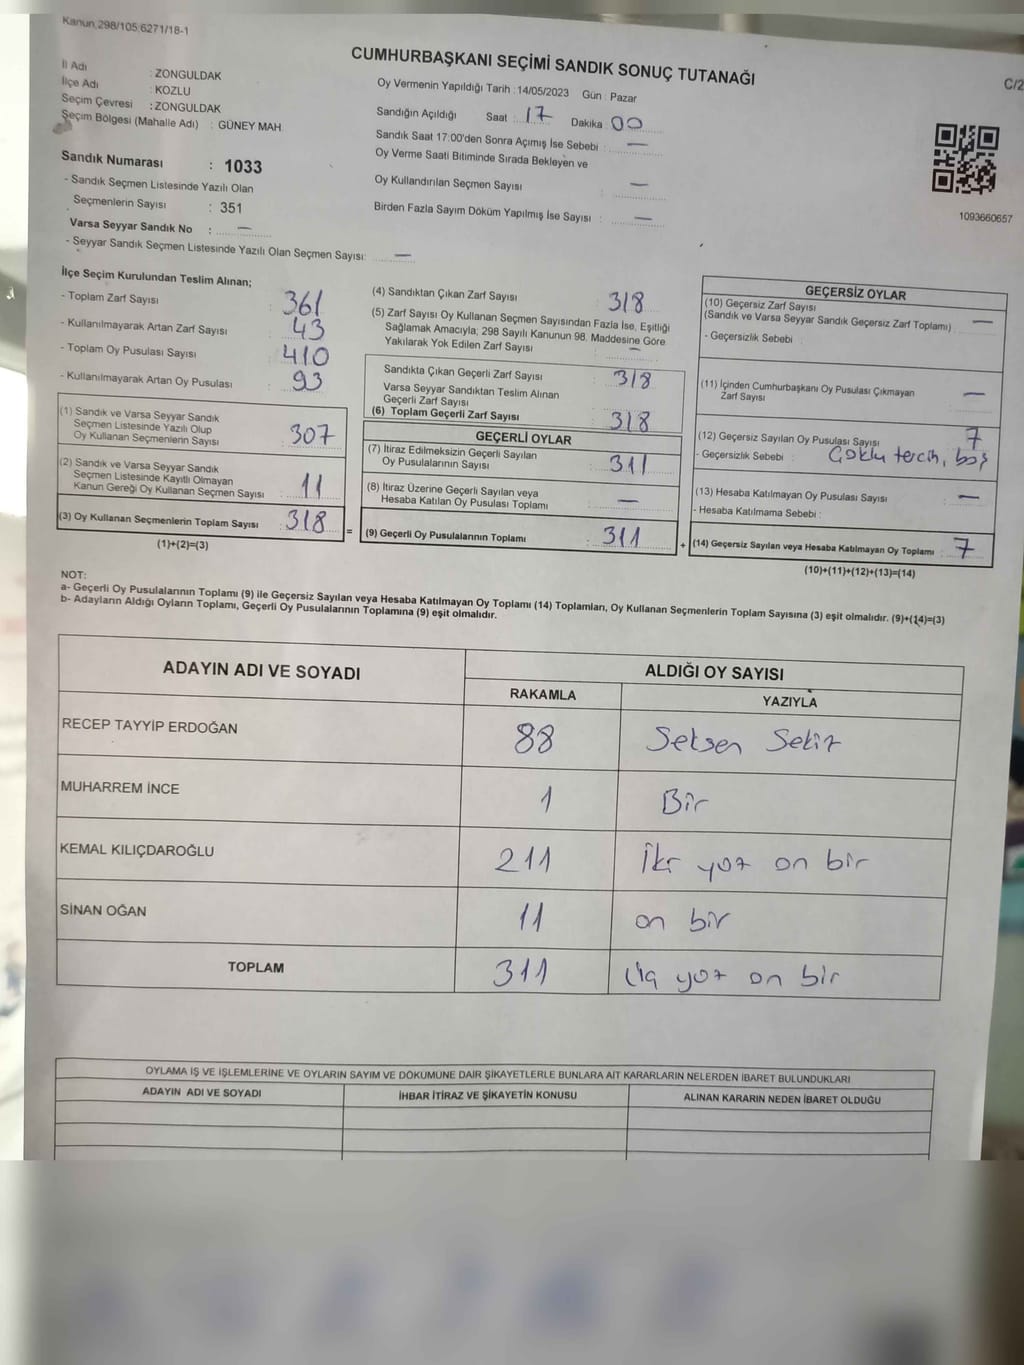 Kanun 298/105 6271/18-1
CUMHURBAŞKANI SEÇİMİ SANDIK SONUÇ TUTANAĞI
C/2
İl Adı : ZONGULDAK
İlçe Adı : KOZLU
Seçim Çevresi : ZONGULDAK
Seçim Bölgesi (Mahalle Adı) : GÜNEY MAH.
Oy Vermenin Yapıldığı Tarih : 14/05/2023 Gün : Pazar
Sandığın Açıldığı Saat : 17 Dakika : 00
Sandık Saat 17:00'den Sonra Açımış İse Sebebi : —
Oy Verme Saati Bitiminde Sırada Bekleyen ve
Oy Kullandırılan Seçmen Sayısı : —
Birden Fazla Sayım Döküm Yapılmış İse Sayısı : —
1093660657
Sandık Numarası : 1033
- Sandık Seçmen Listesinde Yazılı Olan
Seçmenlerin Sayısı : 351
Varsa Seyyar Sandık No : —
- Seyyar Sandık Seçmen Listesinde Yazılı Olan Seçmen Sayısı: —
İlçe Seçim Kurulundan Teslim Alınan;
- Toplam Zarf Sayısı : 361
- Kullanılmayarak Artan Zarf Sayısı : 43
- Toplam Oy Pusulası Sayısı : 410
- Kullanılmayarak Artan Oy Pusulası : 93
(1) Sandık ve Varsa Seyyar Sandık
Seçmen Listesinde Yazılı Olup
Oy Kullanan Seçmenlerin Sayısı : 307
(2) Sandık ve Varsa Seyyar Sandık
Seçmen Listesinde Kayıtlı Olmayan
Kanun Gereği Oy Kullanan Seçmen Sayısı : 11
(3) Oy Kullanan Seçmenlerin Toplam Sayısı : 318
(1)+(2)=(3)
(4) Sandıktan Çıkan Zarf Sayısı : 318
(5) Zarf Sayısı Oy Kullanan Seçmen Sayısından Fazla İse, Eşitliği
Sağlamak Amacıyla; 298 Sayılı Kanunun 98. Maddesine Göre
Yakılarak Yok Edilen Zarf Sayısı : —
Sandıkta Çıkan Geçerli Zarf Sayısı : 318
Varsa Seyyar Sandıktan Teslim Alınan
Geçerli Zarf Sayısı
(6) Toplam Geçerli Zarf Sayısı : 318
GEÇERLİ OYLAR
(7) İtiraz Edilmeksizin Geçerli Sayılan
Oy Pusulalarının Sayısı : 311
(8) İtiraz Üzerine Geçerli Sayılan veya
Hesaba Katılan Oy Pusulası Toplamı : —
= (9) Geçerli Oy Pusulalarının Toplamı : 311
GEÇERSİZ OYLAR
(10) Geçersiz Zarf Sayısı
(Sandık ve Varsa Seyyar Sandık Geçersiz Zarf Toplamı) —
- Geçersizlik Sebebi :
(11) İçinden Cumhurbaşkanı Oy Pusulası Çıkmayan
Zarf Sayısı : —
(12) Geçersiz Sayılan Oy Pusulası Sayısı : 7
- Geçersizlik Sebebi : Çoklu tercih, boş
(13) Hesaba Katılmayan Oy Pusulası Sayısı : —
- Hesaba Katılmama Sebebi :
+ (14) Geçersiz Sayılan veya Hesaba Katılmayan Oy Toplamı : 7
(10)+(11)+(12)+(13)=(14)
NOT:
a- Geçerli Oy Pusulalarının Toplamı (9) ile Geçersiz Sayılan veya Hesaba Katılmayan Oy Toplamı (14) Toplamları, Oy Kullanan Seçmenlerin Toplam Sayısına (3) eşit olmalıdır. (9)+(14)=(3)
b- Adayların Aldığı Oyların Toplamı, Geçerli Oy Pusulalarının Toplamına (9) eşit olmalıdır.
ADAYIN ADI VE SOYADI ALDIĞI OY SAYISI
RAKAMLA YAZIYLA
RECEP TAYYİP ERDOĞAN 88 Seksen Sekiz
MUHARREM İNCE 1 Bir
KEMAL KILIÇDAROĞLU 211 İki yüz on bir
SİNAN OĞAN 11 on bir
TOPLAM 311 Üç yüz on bir
OYLAMA İŞ VE İŞLEMLERİNE VE OYLARIN SAYIM VE DÖKÜMÜNE DAİR ŞİKAYETLERLE BUNLARA AİT KARARLARIN NELERDEN İBARET BULUNDUKLARI
ADAYIN ADI VE SOYADI İHBAR İTİRAZ VE ŞİKAYETİN KONUSU ALINAN KARARIN NEDEN İBARET OLDUĞU